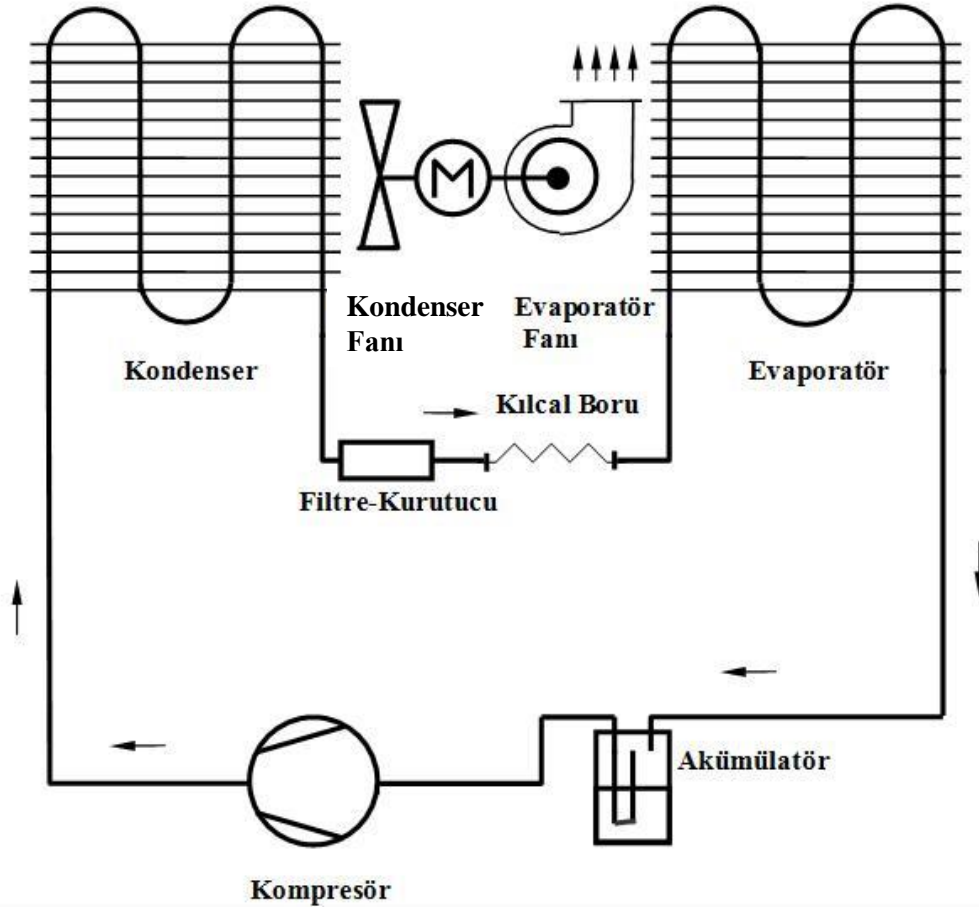 M
Kondenser
Fanı
Evaporatör
Fanı
Kondenser
Evaporatör
Kılcal Boru
Filtre-Kurutucu
Akümülatör
Kompresör